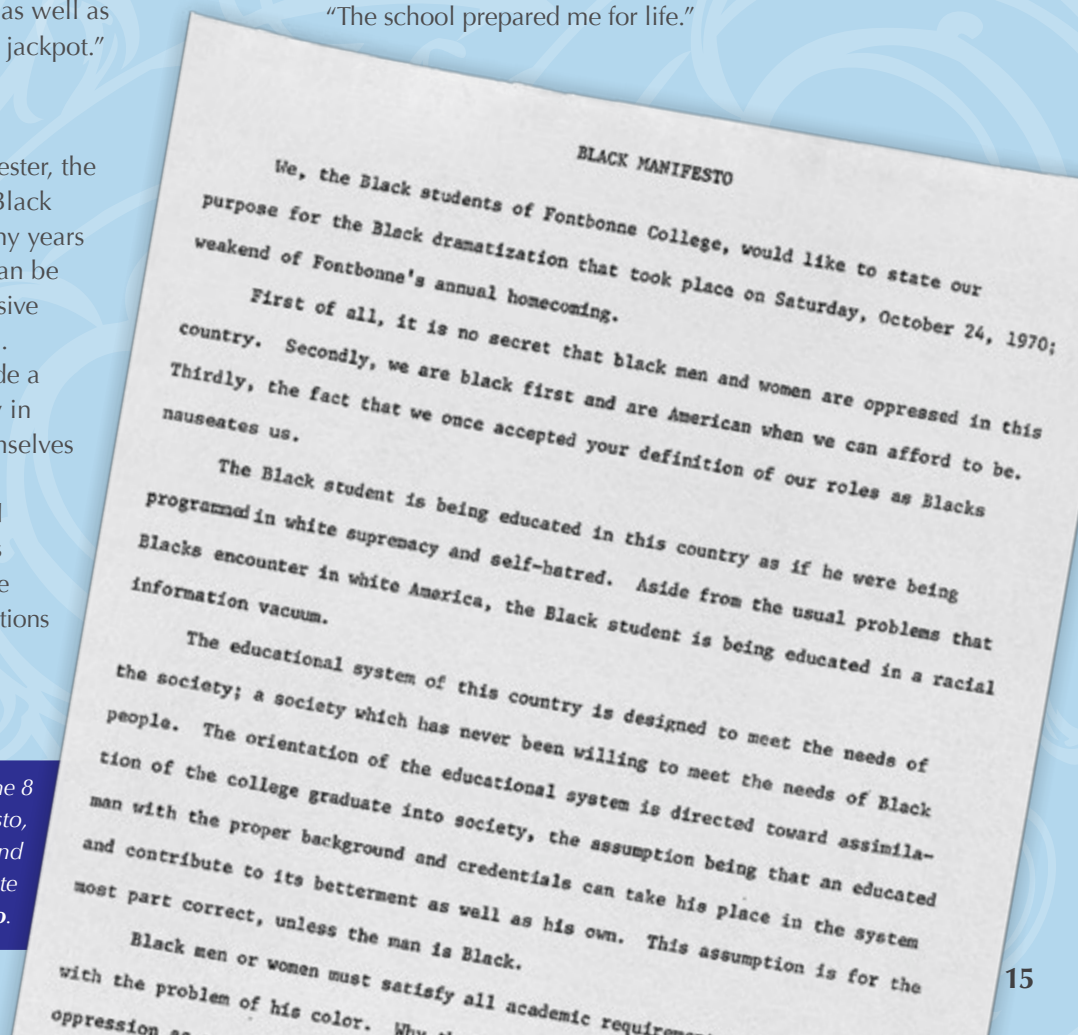 as well as
jackpot."
ester, the
Black
ny years
an be
sive
.
de a
y in
nselves
d
s
e
tions
ne 8
sto,
nd
te
o.
"The school prepared me for life."
BLACK MANIFESTO
We, the Black students of Fontbonne College, would like to state our
purpose for the Black dramatization that took place on Saturday, October 24, 1970;
weakend of Fontbonne's annual homecoming.
First of all, it is no secret that black men and women are oppressed in this
country. Secondly, we are black first and are American when we can afford to be.
Thirdly, the fact that we once accepted your definition of our roles as Blacks
nauseates us.
The Black student is being educated in this country as if he were being
programmed in white supremacy and self-hatred. Aside from the usual problems that
Blacks encounter in white America, the Black student is being educated in a racial
information vacuum.
The educational system of this country is designed to meet the needs of
the society; a society which has never been willing to meet the needs of Black
people. The orientation of the educational system is directed toward assimila-
tion of the college graduate into society, the assumption being that an educated
man with the proper background and credentials can take his place in the system
and contribute to its betterment as well as his own. This assumption is for the
most part correct, unless the man is Black.
Black men or women must satisfy all academic requirem
with the problem of his color. Why
oppression
15